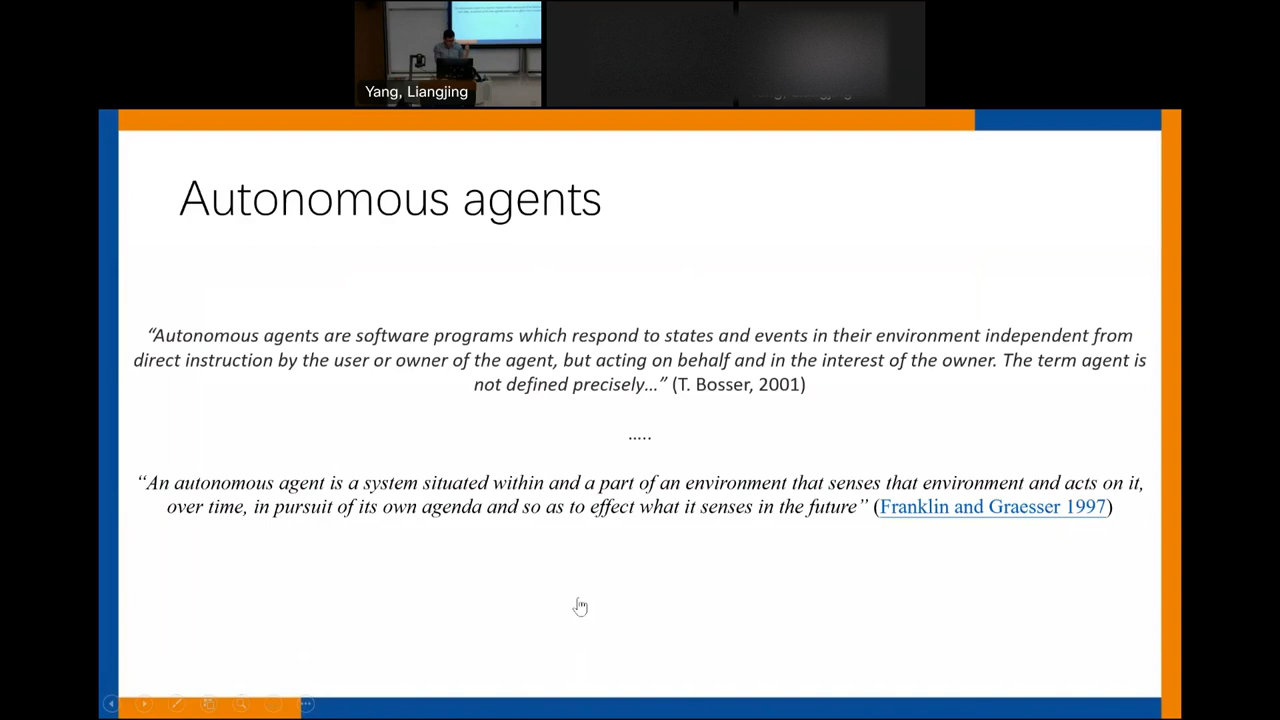 Yang, Liangjing
Autonomous agents
“Autonomous agents are software programs which respond to states and events in their environment independent from
direct instruction by the user or owner of the agent, but acting on behalf and in the interest of the owner. The term agent is
not defined precisely…” (T. Bosser, 2001)
…..
“An autonomous agent is a system situated within and a part of an environment that senses that environment and acts on it,
over time, in pursuit of its own agenda and so as to effect what it senses in the future” (Franklin and Graesser 1997)